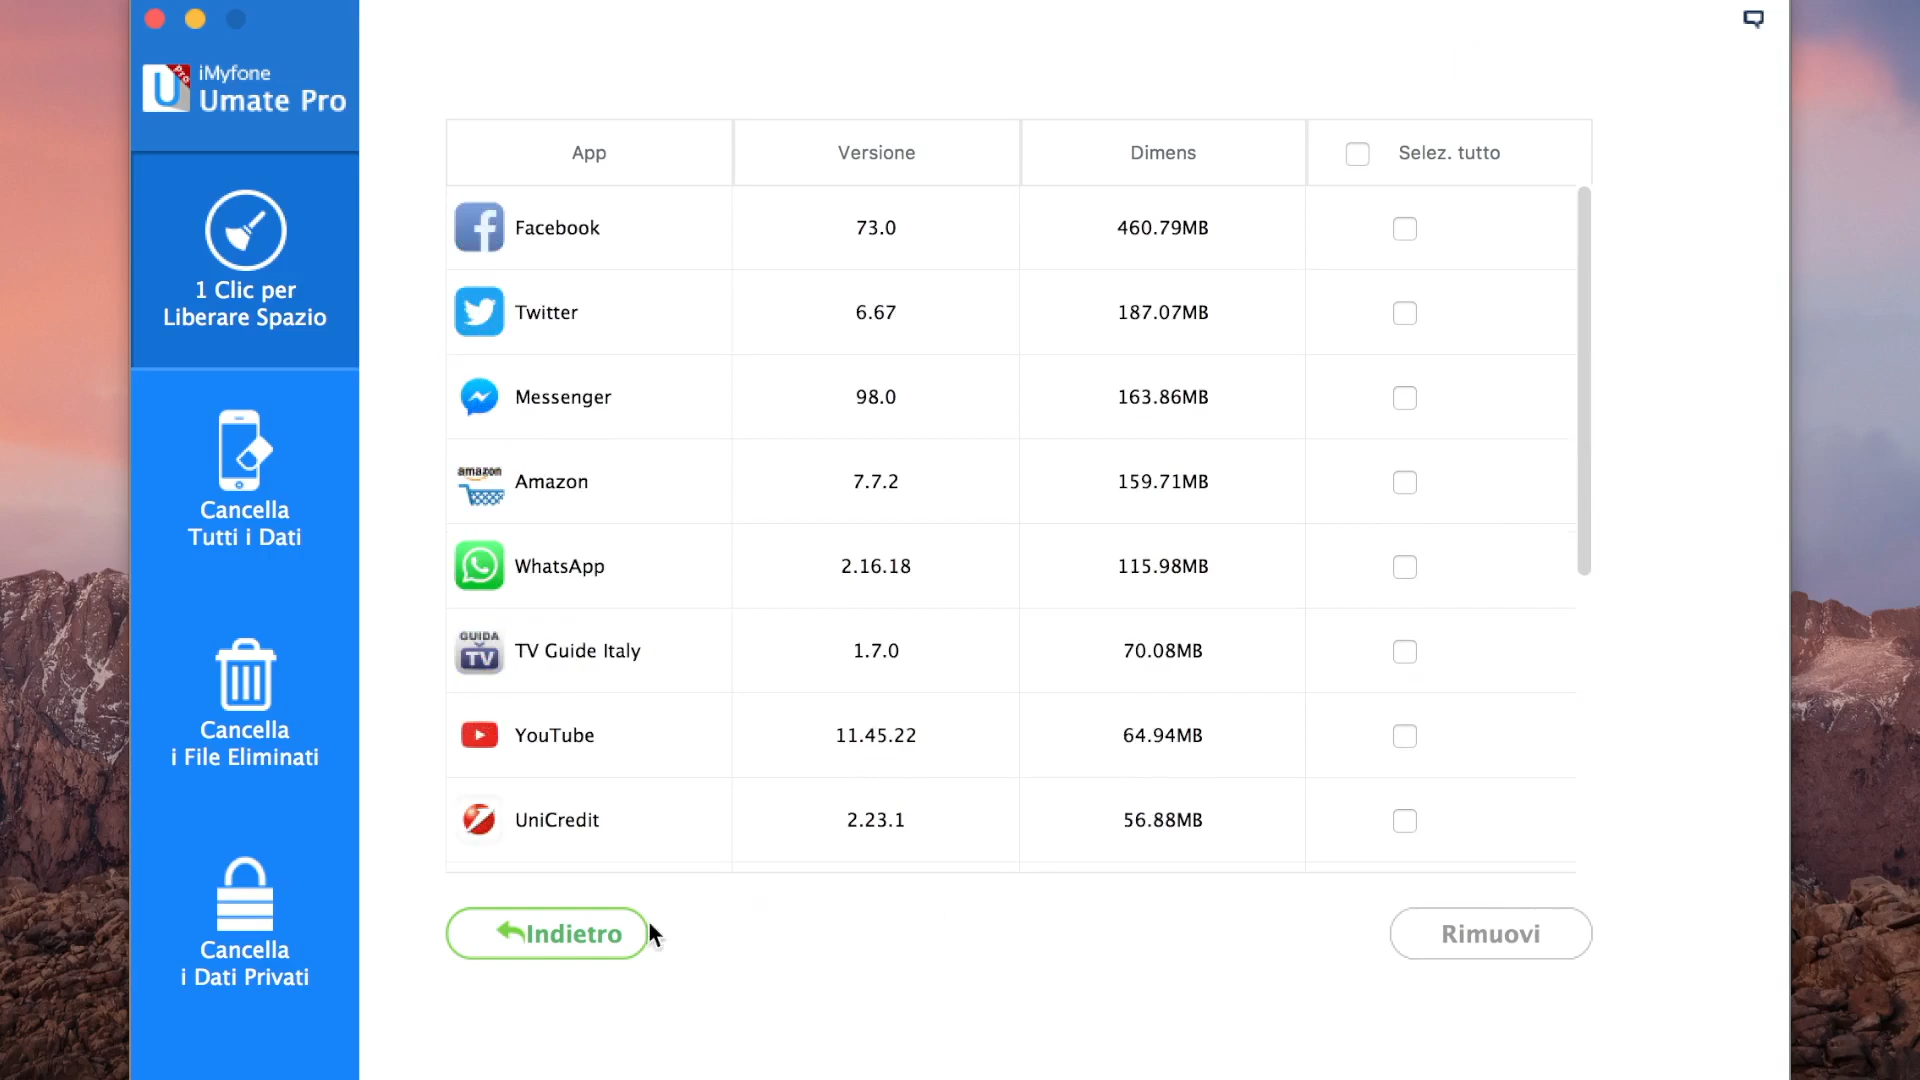 iMyfone
Umate Pro
1 Clic per
Liberare Spazio
Cancella
Tutti i Dati
Cancella
i File Eliminati
Cancella
i Dati Privati
App Versione Dimens Selez. tutto
Facebook 73.0 460.79MB
Twitter 6.67 187.07MB
Messenger 98.0 163.86MB
amazon
Amazon 7.7.2 159.71MB
WhatsApp 2.16.18 115.98MB
GUIDA
TV
TV Guide Italy 1.7.0 70.08MB
YouTube 11.45.22 64.94MB
UniCredit 2.23.1 56.88MB
Indietro
Rimuovi
U
Pro